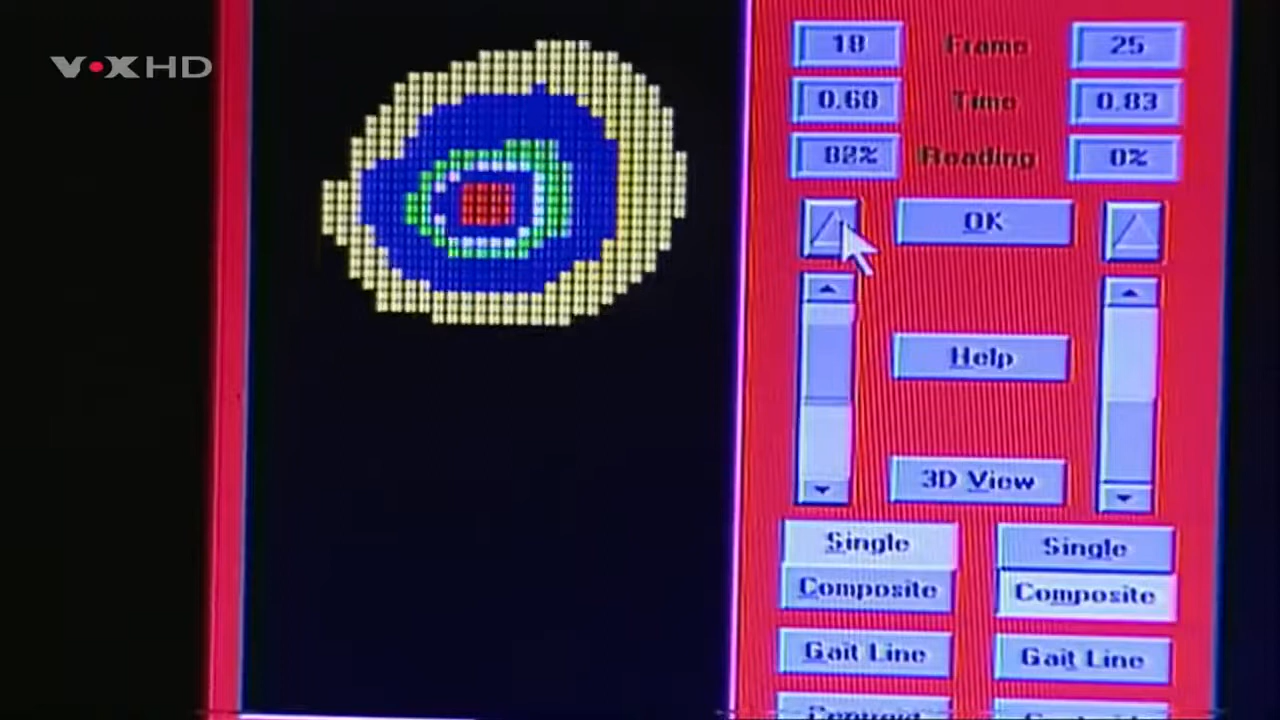 VOXHD
18 Frame 25
0.60 Time 0.83
82% Reading 0%
OK
Help
3D View
Single Single
Composite Composite
Gait Line Gait Line